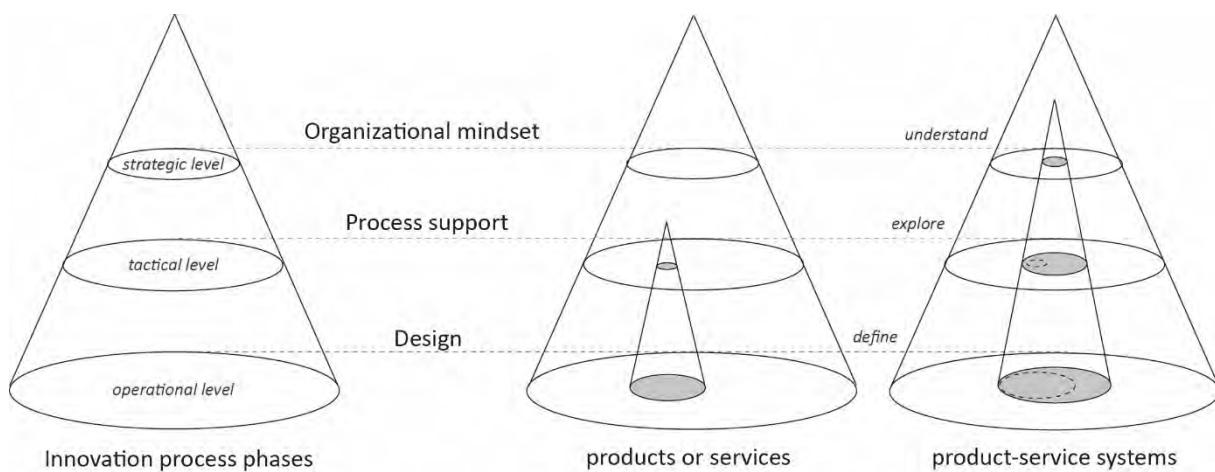 Organizational mindset
understand
strategic level
Process support
explore
tactical level
Design
define
operational level
Innovation process phases
products or services
product-service systems